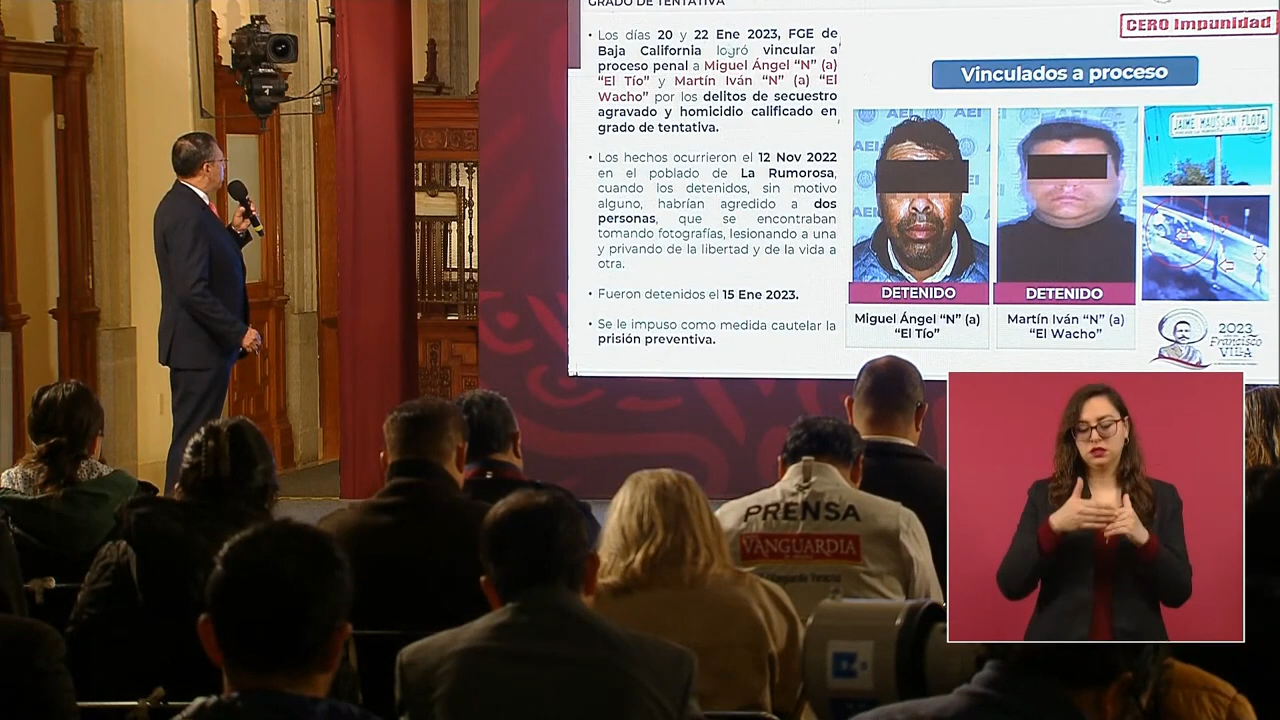 GRADO DE TENTATIVA
CERO Impunidad
• Los días 20 y 22 Ene 2023, FGE de
Baja California logró vincular a
proceso penal a Miguel Ángel “N” (a)
“El Tío” y Martín Iván “N” (a) “El
Wacho” por los delitos de secuestro
agravado y homicidio calificado en
grado de tentativa.
• Los hechos ocurrieron el 12 Nov 2022
en el poblado de La Rumorosa,
cuando los detenidos, sin motivo
alguno, habrían agredido a dos
personas, que se encontraban
tomando fotografías, lesionando a una
y privando de la libertad y de la vida a
otra.
• Fueron detenidos el 15 Ene 2023.
• Se le impuso como medida cautelar la
prisión preventiva.
Vinculados a proceso
AEI
AEI
AEI
AEI
JAIME MAUSSAN FLOTA
DETENIDO
DETENIDO
Miguel Ángel “N” (a)
“El Tío”
Martín Iván “N” (a)
“El Wacho”
2023
Francisco
VILLA
PRENSA
VANGUARDIA